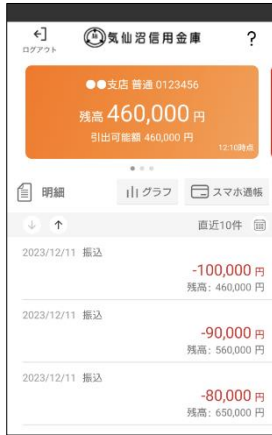 ログアウト
気仙沼信用金庫
?
●●支店 普通 0123456
残高 460,000 円
引出可能額 460,000 円
12:10時点
明細
グラフ
スマホ通帳
直近10件
2023/12/11 振込
-100,000 円
残高: 460,000 円
2023/12/11 振込
-90,000 円
残高: 560,000 円
2023/12/11 振込
-80,000 円
残高: 650,000 円